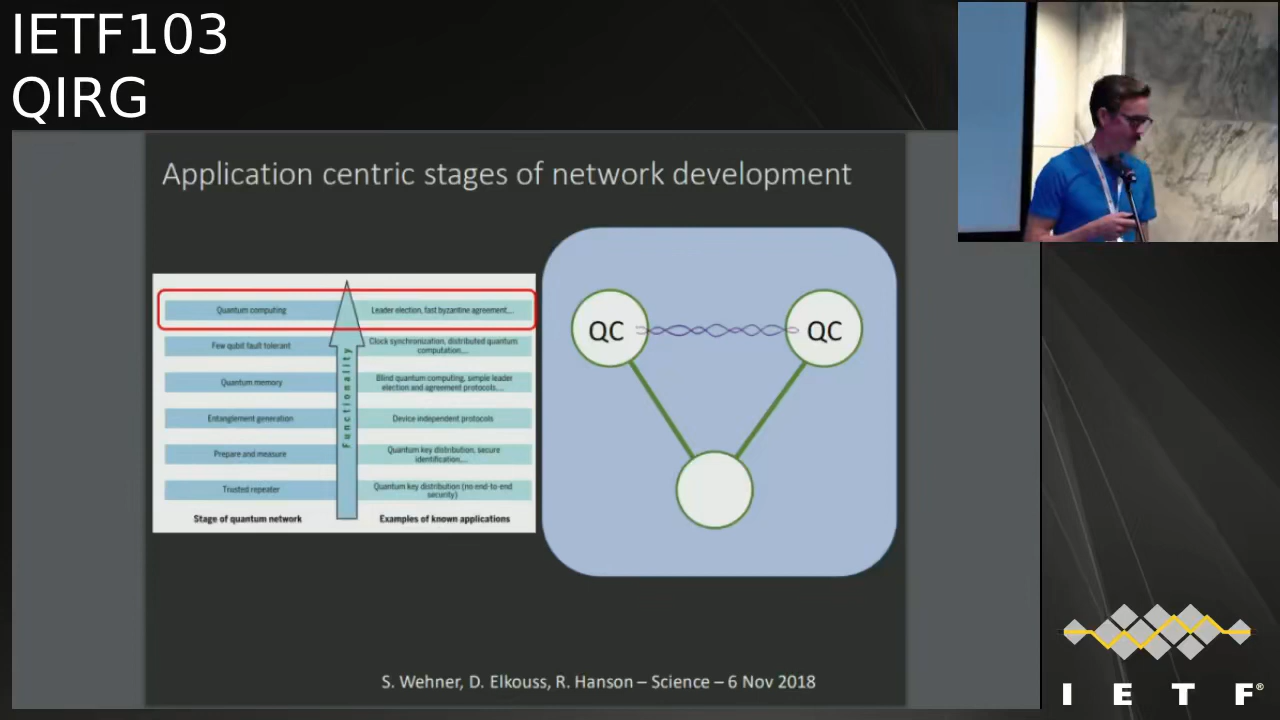 IETF103
QIRG
Application centric stages of network development
Quantum computing
Leader election, fast byzantine agreement,...
Few qubit fault tolerant
Clock synchronization, distributed quantum
computation,...
Quantum memory
Blind quantum computing, simple leader
election and agreement protocols,...
Entanglement generation
Device independent protocols
Prepare and measure
Quantum key distribution, secure
identification,...
Trusted repeater
Quantum key distribution (no end-to-end
security)
Functionality
Stage of quantum network
Examples of known applications
QC
QC
S. Wehner, D. Elkouss, R. Hanson – Science – 6 Nov 2018
I E T F®